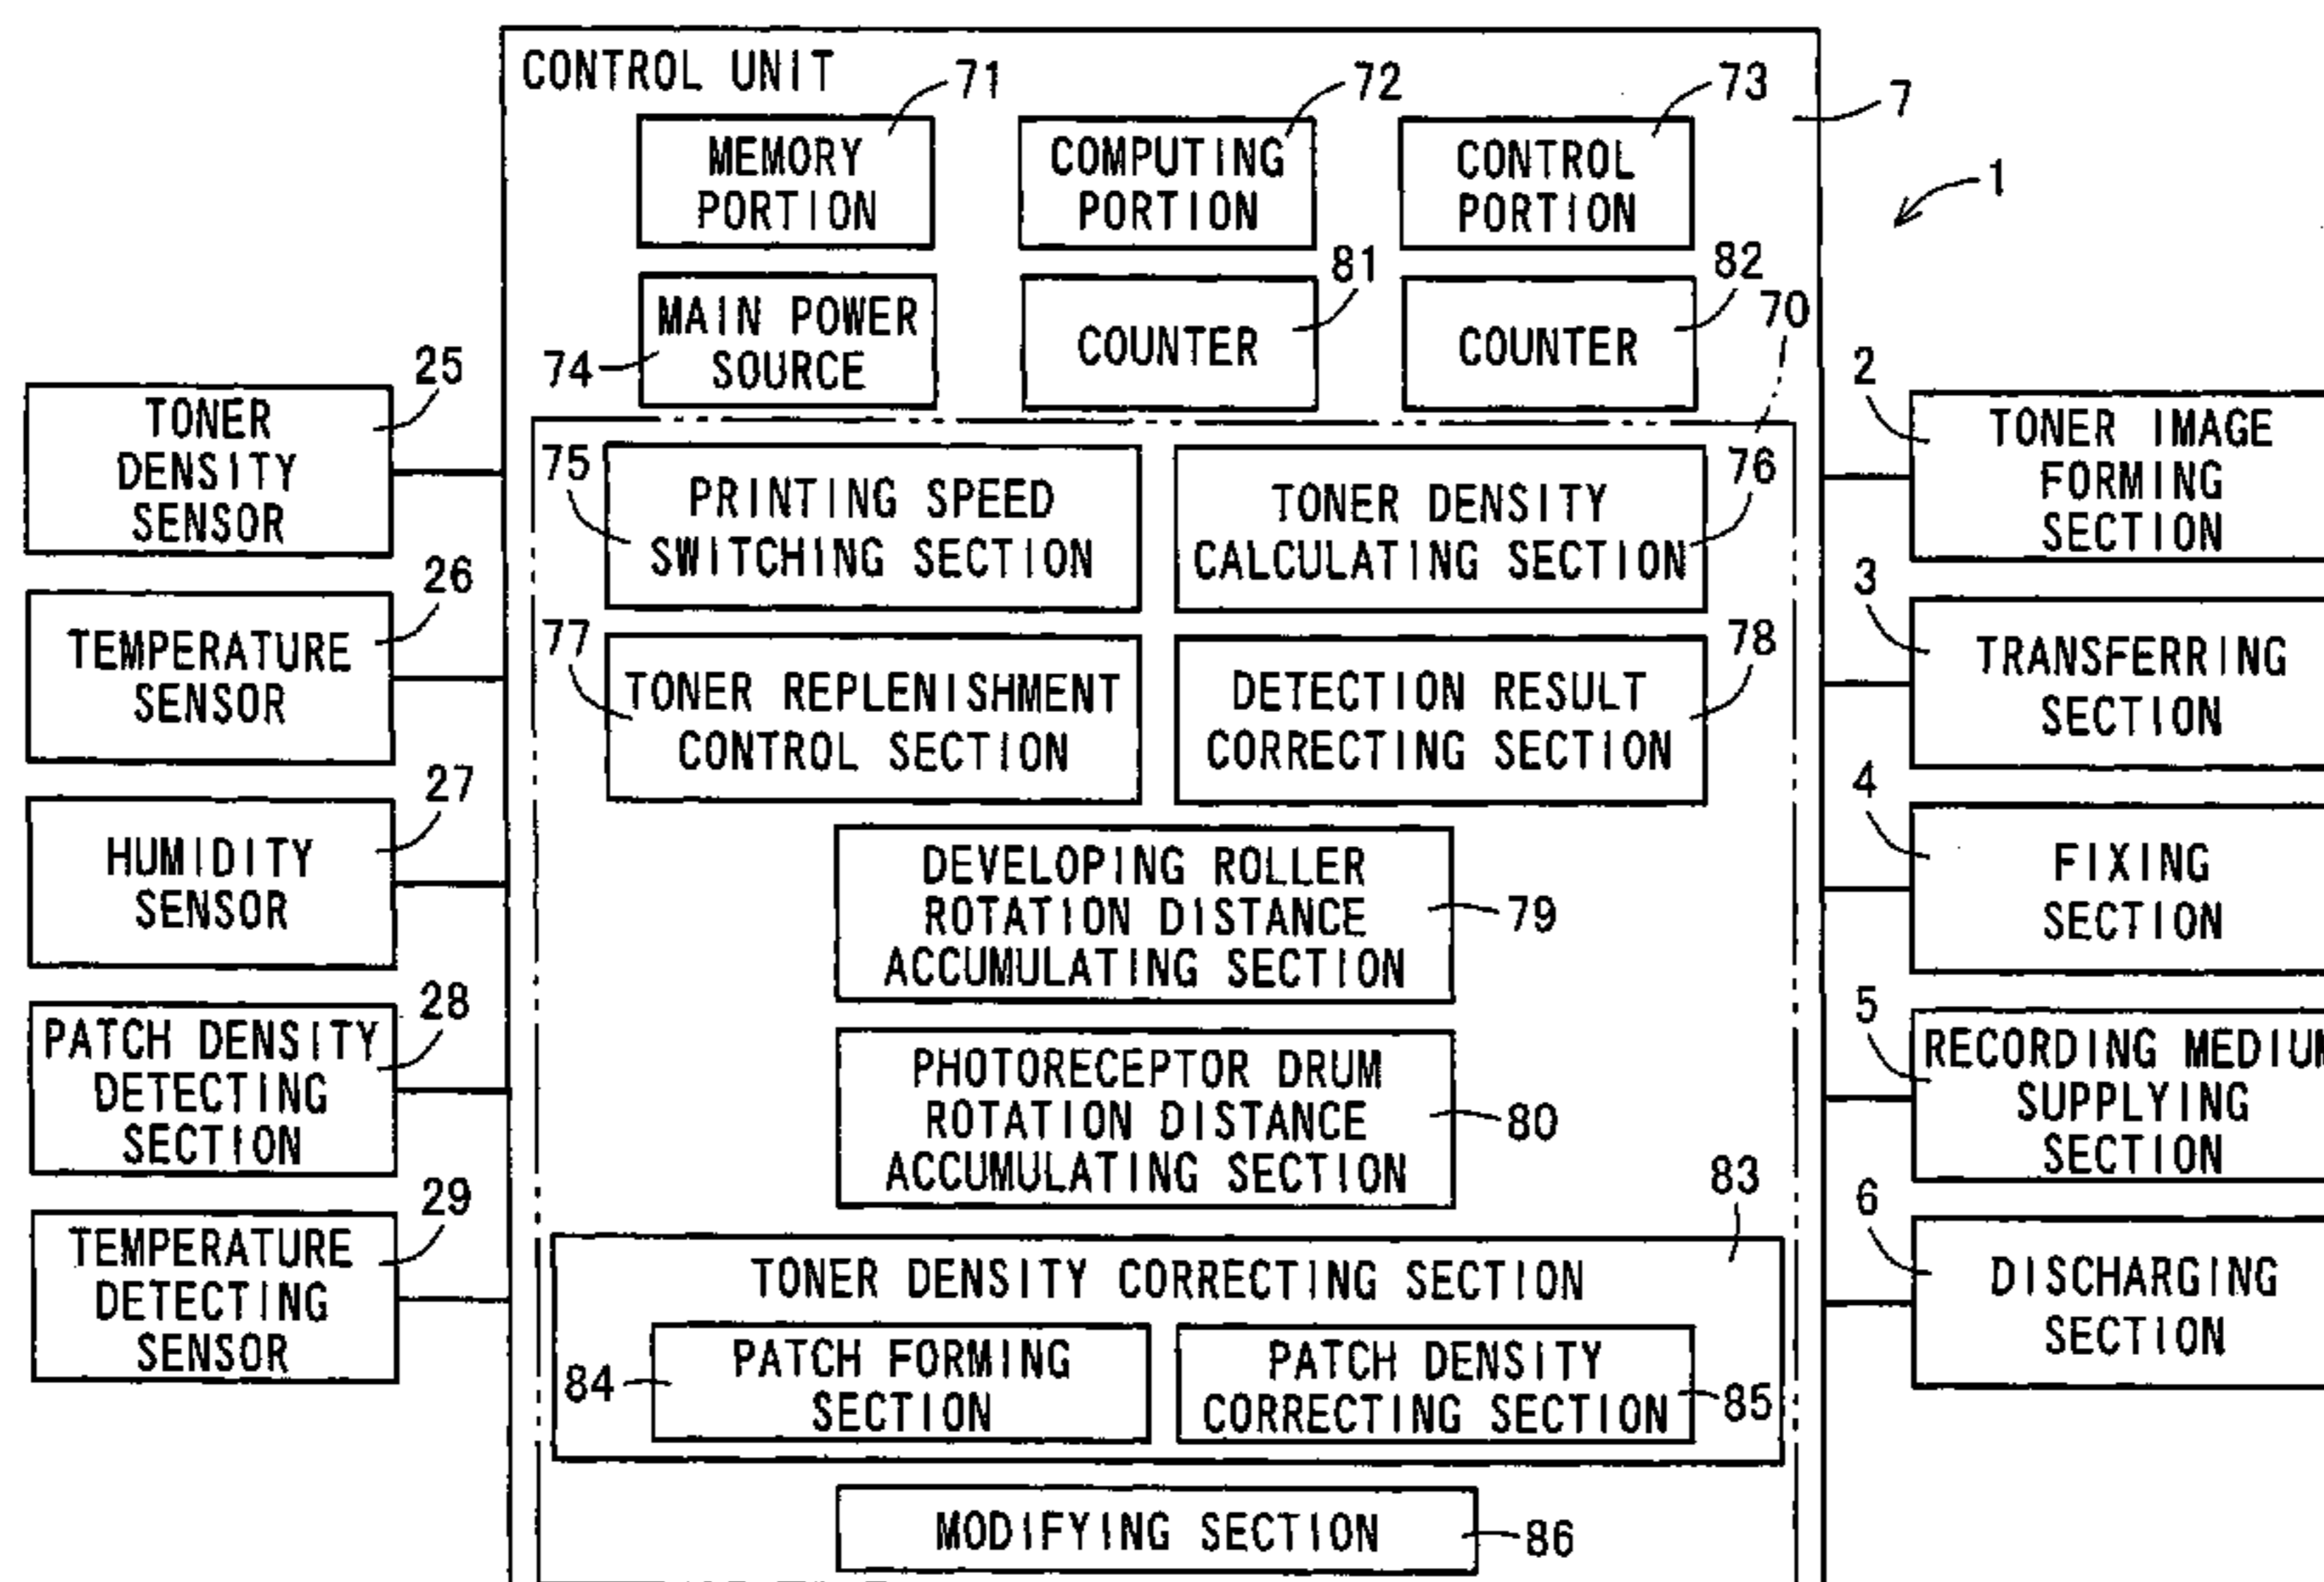 CONTROL UNIT
71
72
73
7
MEMORY
PORTION
COMPUTING
PORTION
CONTROL
PORTION
1
81
82
70
MAIN POWER
SOURCE
74
COUNTER
COUNTER
25
TONER
DENSITY
SENSOR
26
TEMPERATURE
SENSOR
27
HUMIDITY
SENSOR
28
PATCH DENSITY
DETECTING
SECTION
29
TEMPERATURE
DETECTING
SENSOR
75
PRINTING SPEED
SWITCHING SECTION
76
TONER DENSITY
CALCULATING SECTION
77
TONER REPLENISHMENT
CONTROL SECTION
78
DETECTION RESULT
CORRECTING SECTION
DEVELOPING ROLLER
ROTATION DISTANCE
ACCUMULATING SECTION
79
PHOTORECEPTOR DRUM
ROTATION DISTANCE
ACCUMULATING SECTION
80
83
TONER DENSITY CORRECTING SECTION
84
PATCH FORMING
SECTION
PATCH DENSITY
CORRECTING SECTION
85
MODIFYING SECTION
86
2
TONER IMAGE
FORMING
SECTION
3
TRANSFERRING
SECTION
4
FIXING
SECTION
5
RECORDING MEDIUM
SUPPLYING
SECTION
6
DISCHARGING
SECTION